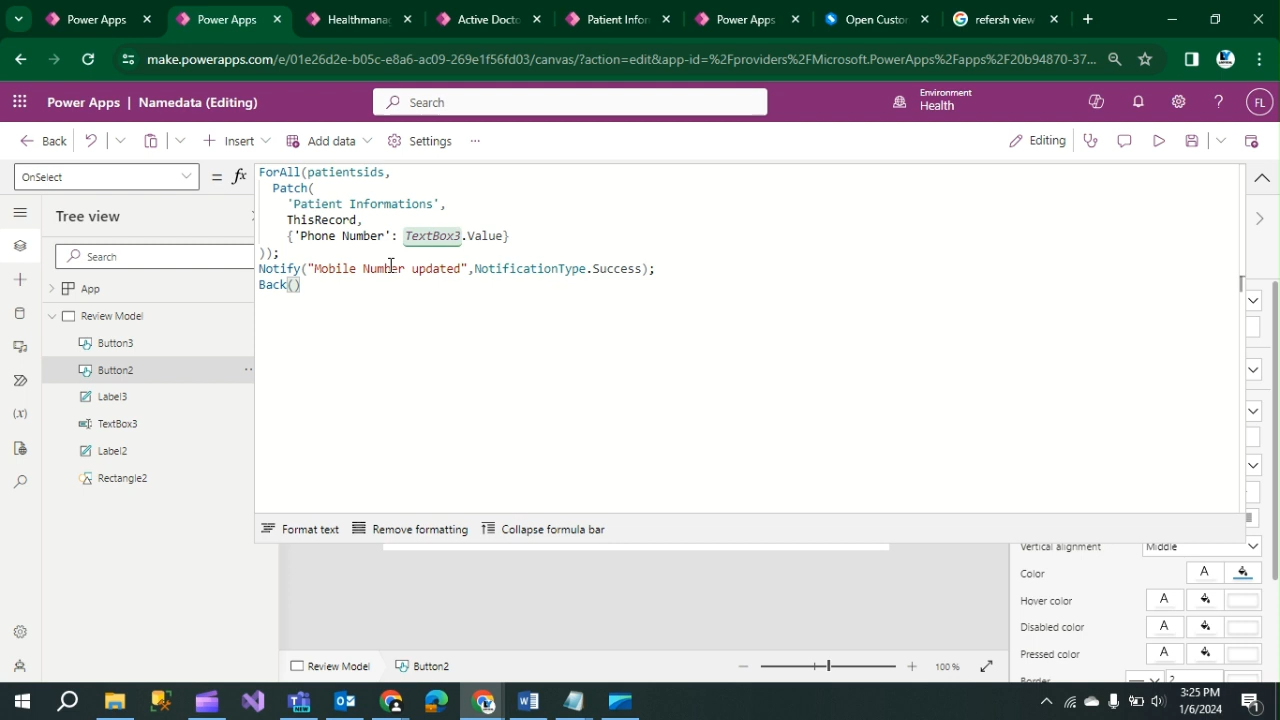 Power Apps
Power Apps
Healthmana
Active Docto
Patient Infor
Power Apps
Open Custor
refersh view
make.powerapps.com/e/01e26d2e-b05c-e8a6-ac09-269e1f56fd03/canvas/?action=edit&app-id=%2Fproviders%2FMicrosoft.PowerApps%2Fapps%2F20b94870-37...
Power Apps | Namedata (Editing)
Search
Environment
Health
FL
Back
Insert
Add data
Settings
...
Editing
OnSelect
= fx
ForAll(patientsids,
Patch(
'Patient Informations',
ThisRecord,
{'Phone Number': TextBox3.Value}
));
Notify("Mobile Number updated",NotificationType.Success);
Back()
Tree view
Search
App
Review Model
Button3
Button2
Label3
TextBox3
Label2
Rectangle2
Format text
Remove formatting
Collapse formula bar
Vertical alignment
Middle
Color
Hover color
Disabled color
Pressed color
Border
2
Review Model
Button2
100 %
3:25 PM
1/6/2024